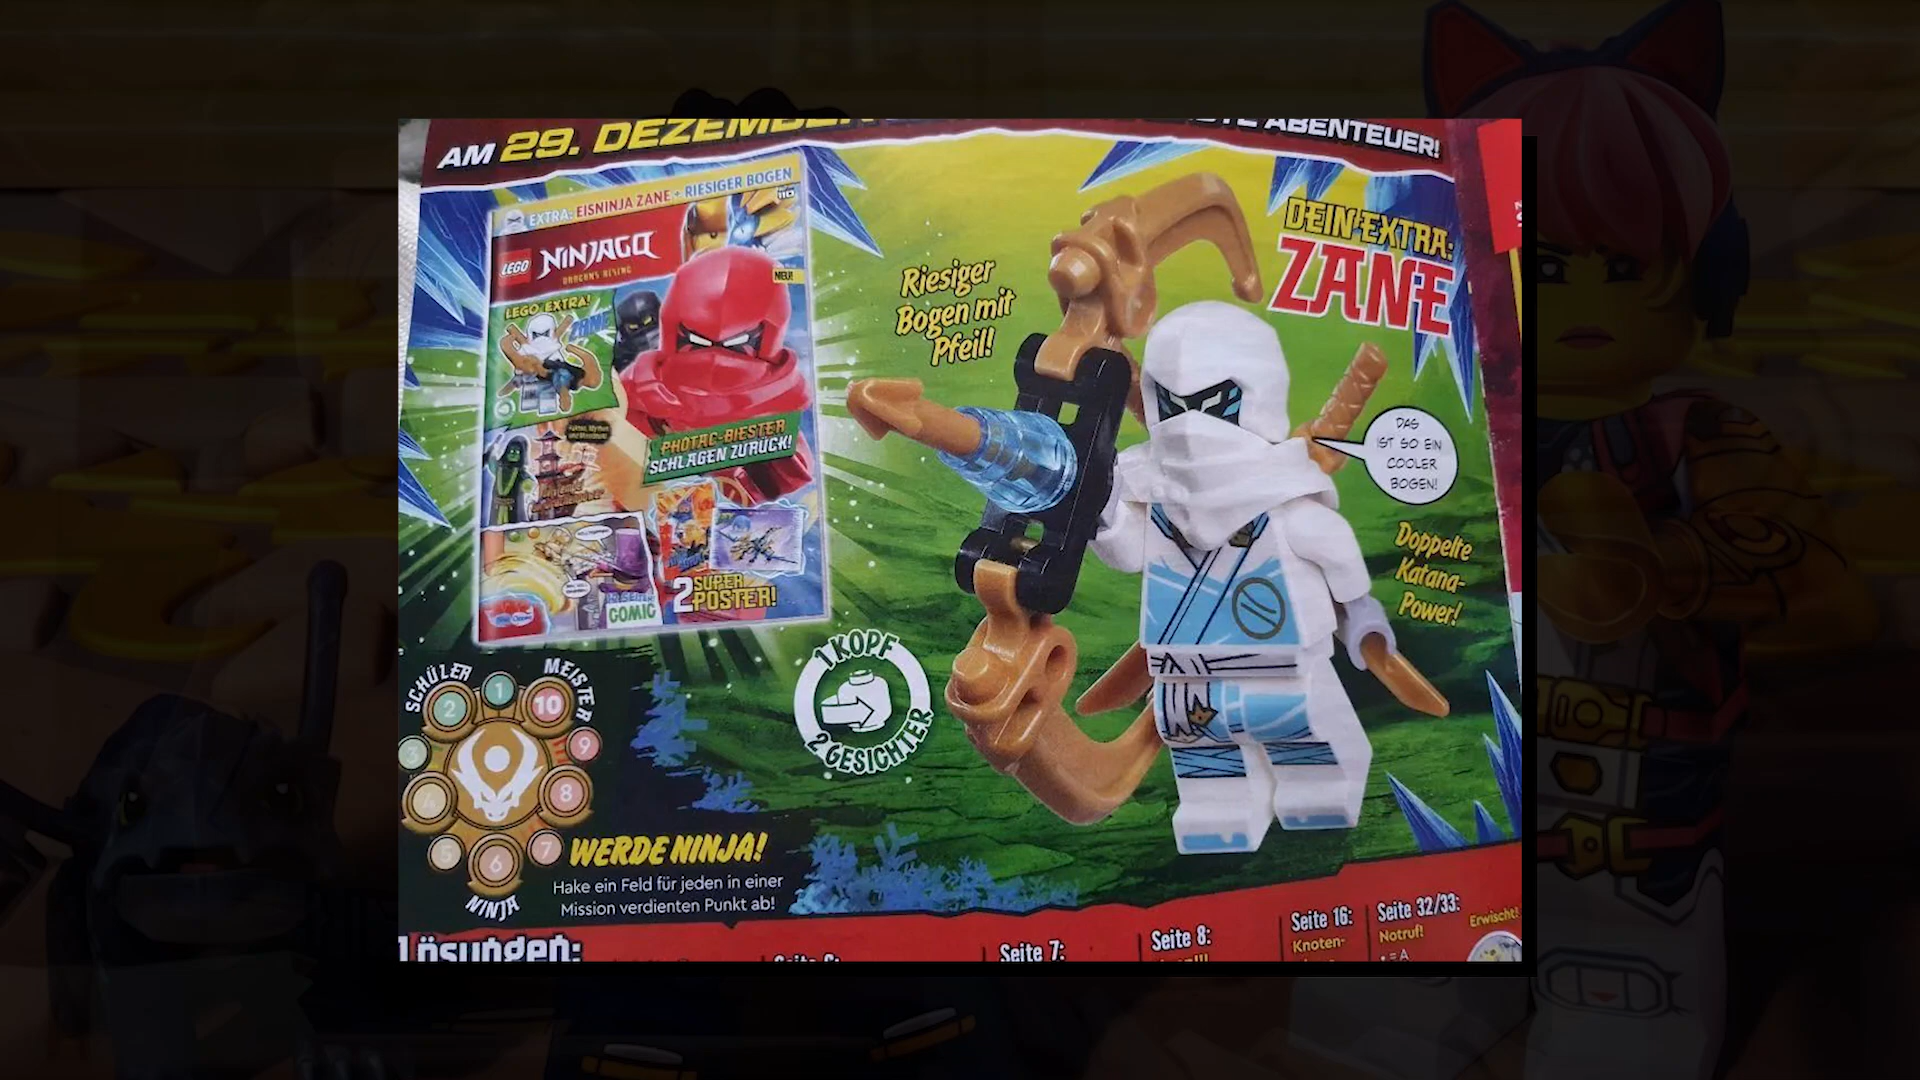 AM 29. DEZEMBER
ABENTEUER!
EXTRA: EISNINJA ZANE + RIESIGER BOGEN
110
LEGO NINJAGO
DRAGONS RISING
NEU!
LEGO EXTRA!
ZANE
PHOTAC-BIESTER
SCHLAGEN ZURÜCK!
2 SUPER
POSTER!
COMIC
Riesiger
Bogen mit
Pfeil!
DEIN EXTRA:
ZANE
DAS
IST SO EIN
COOLER
BOGEN!
Doppelte
Katana-
Power!
1 KOPF
2 GESICHTER
SCHÜLER
MEISTER
NINJA
1
2
3
4
5
6
7
8
9
10
WERDE NINJA!
Hake ein Feld für jeden in einer
Mission verdienten Punkt ab!
Lösungen:
Seite 7:
Seite 8:
Seite 16:
Knoten-
Seite 32/33:
Notruf!
• = A
Erwischt!